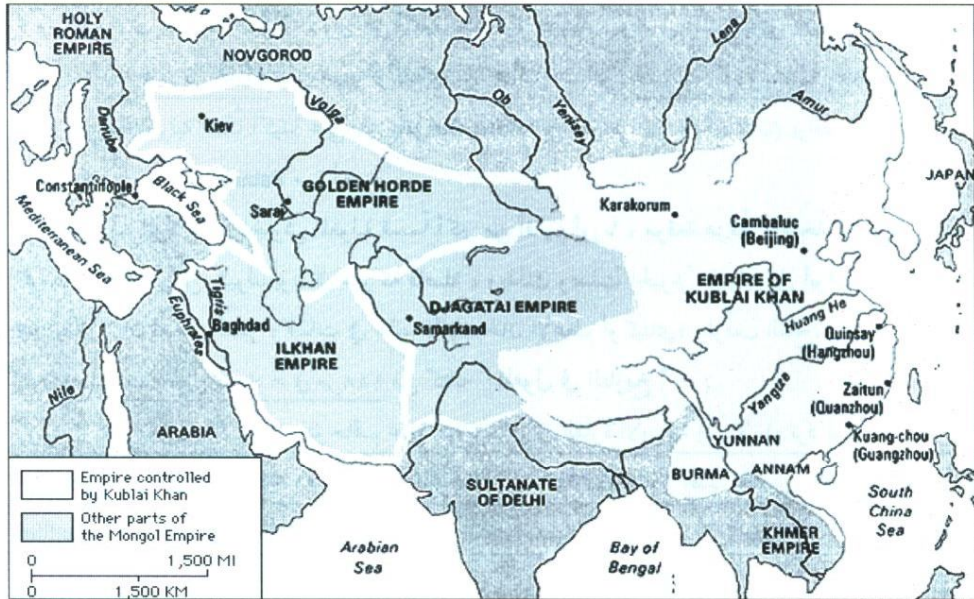 HOLY
ROMAN
EMPIRE
NOVGOROD
Volga
Ob
Yenisey
Lena
Amur
Kiev
Danube
Constantinople
Black Sea
Mediterranean Sea
Sarai
GOLDEN HORDE
EMPIRE
Karakorum
JAPAN
Cambaluc
(Beijing)
Tigris
Euphrates
Baghdad
ILKHAN
EMPIRE
DJAGATAI EMPIRE
Samarkand
EMPIRE OF
KUBLAI KHAN
Huang He
Quinsay
(Hangzhou)
Nile
ARABIA
Yangtze
Zaitun
(Quanzhou)
Kuang-chou
(Guangzhou)
YUNNAN
BURMA
ANNAM
SULTANATE
OF DELHI
KHMER
EMPIRE
South
China
Sea
Arabian
Sea
Bay of
Bengal
Empire controlled
by Kublai Khan
Other parts of
the Mongol Empire
0 1,500 MI
0 1,500 KM